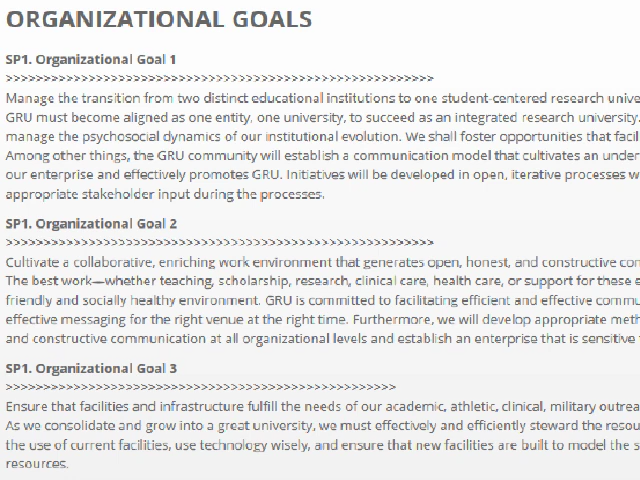 ORGANIZATIONAL GOALS
SP1. Organizational Goal 1
>>>>>>>>>>>>>>>>>>>>>>>>>>>>>>>>>>>>>>>>>>>>>>>>>>>>>>>>>
Manage the transition from two distinct educational institutions to one student-centered research unive
GRU must become aligned as one entity, one university, to succeed as an integrated research university.
manage the psychosocial dynamics of our institutional evolution. We shall foster opportunities that facil
Among other things, the GRU community will establish a communication model that cultivates an under
our enterprise and effectively promotes GRU. Initiatives will be developed in open, iterative processes w
appropriate stakeholder input during the processes.
SP1. Organizational Goal 2
>>>>>>>>>>>>>>>>>>>>>>>>>>>>>>>>>>>>>>>>>>>>>>>>>>>>>>>>>
Cultivate a collaborative, enriching work environment that generates open, honest, and constructive con
The best work—whether teaching, scholarship, research, clinical care, health care, or support for these e
friendly and socially healthy environment. GRU is committed to facilitating efficient and effective commu
effective messaging for the right venue at the right time. Furthermore, we will develop appropriate meth
and constructive communication at all organizational levels and establish an enterprise that is sensitive
SP1. Organizational Goal 3
>>>>>>>>>>>>>>>>>>>>>>>>>>>>>>>>>>>>>>>>>>>>>>>>>>>>
Ensure that facilities and infrastructure fulfill the needs of our academic, athletic, clinical, military outrea
As we consolidate and grow into a great university, we must effectively and efficiently steward the resou
the use of current facilities, use technology wisely, and ensure that new facilities are built to model the s
resources.